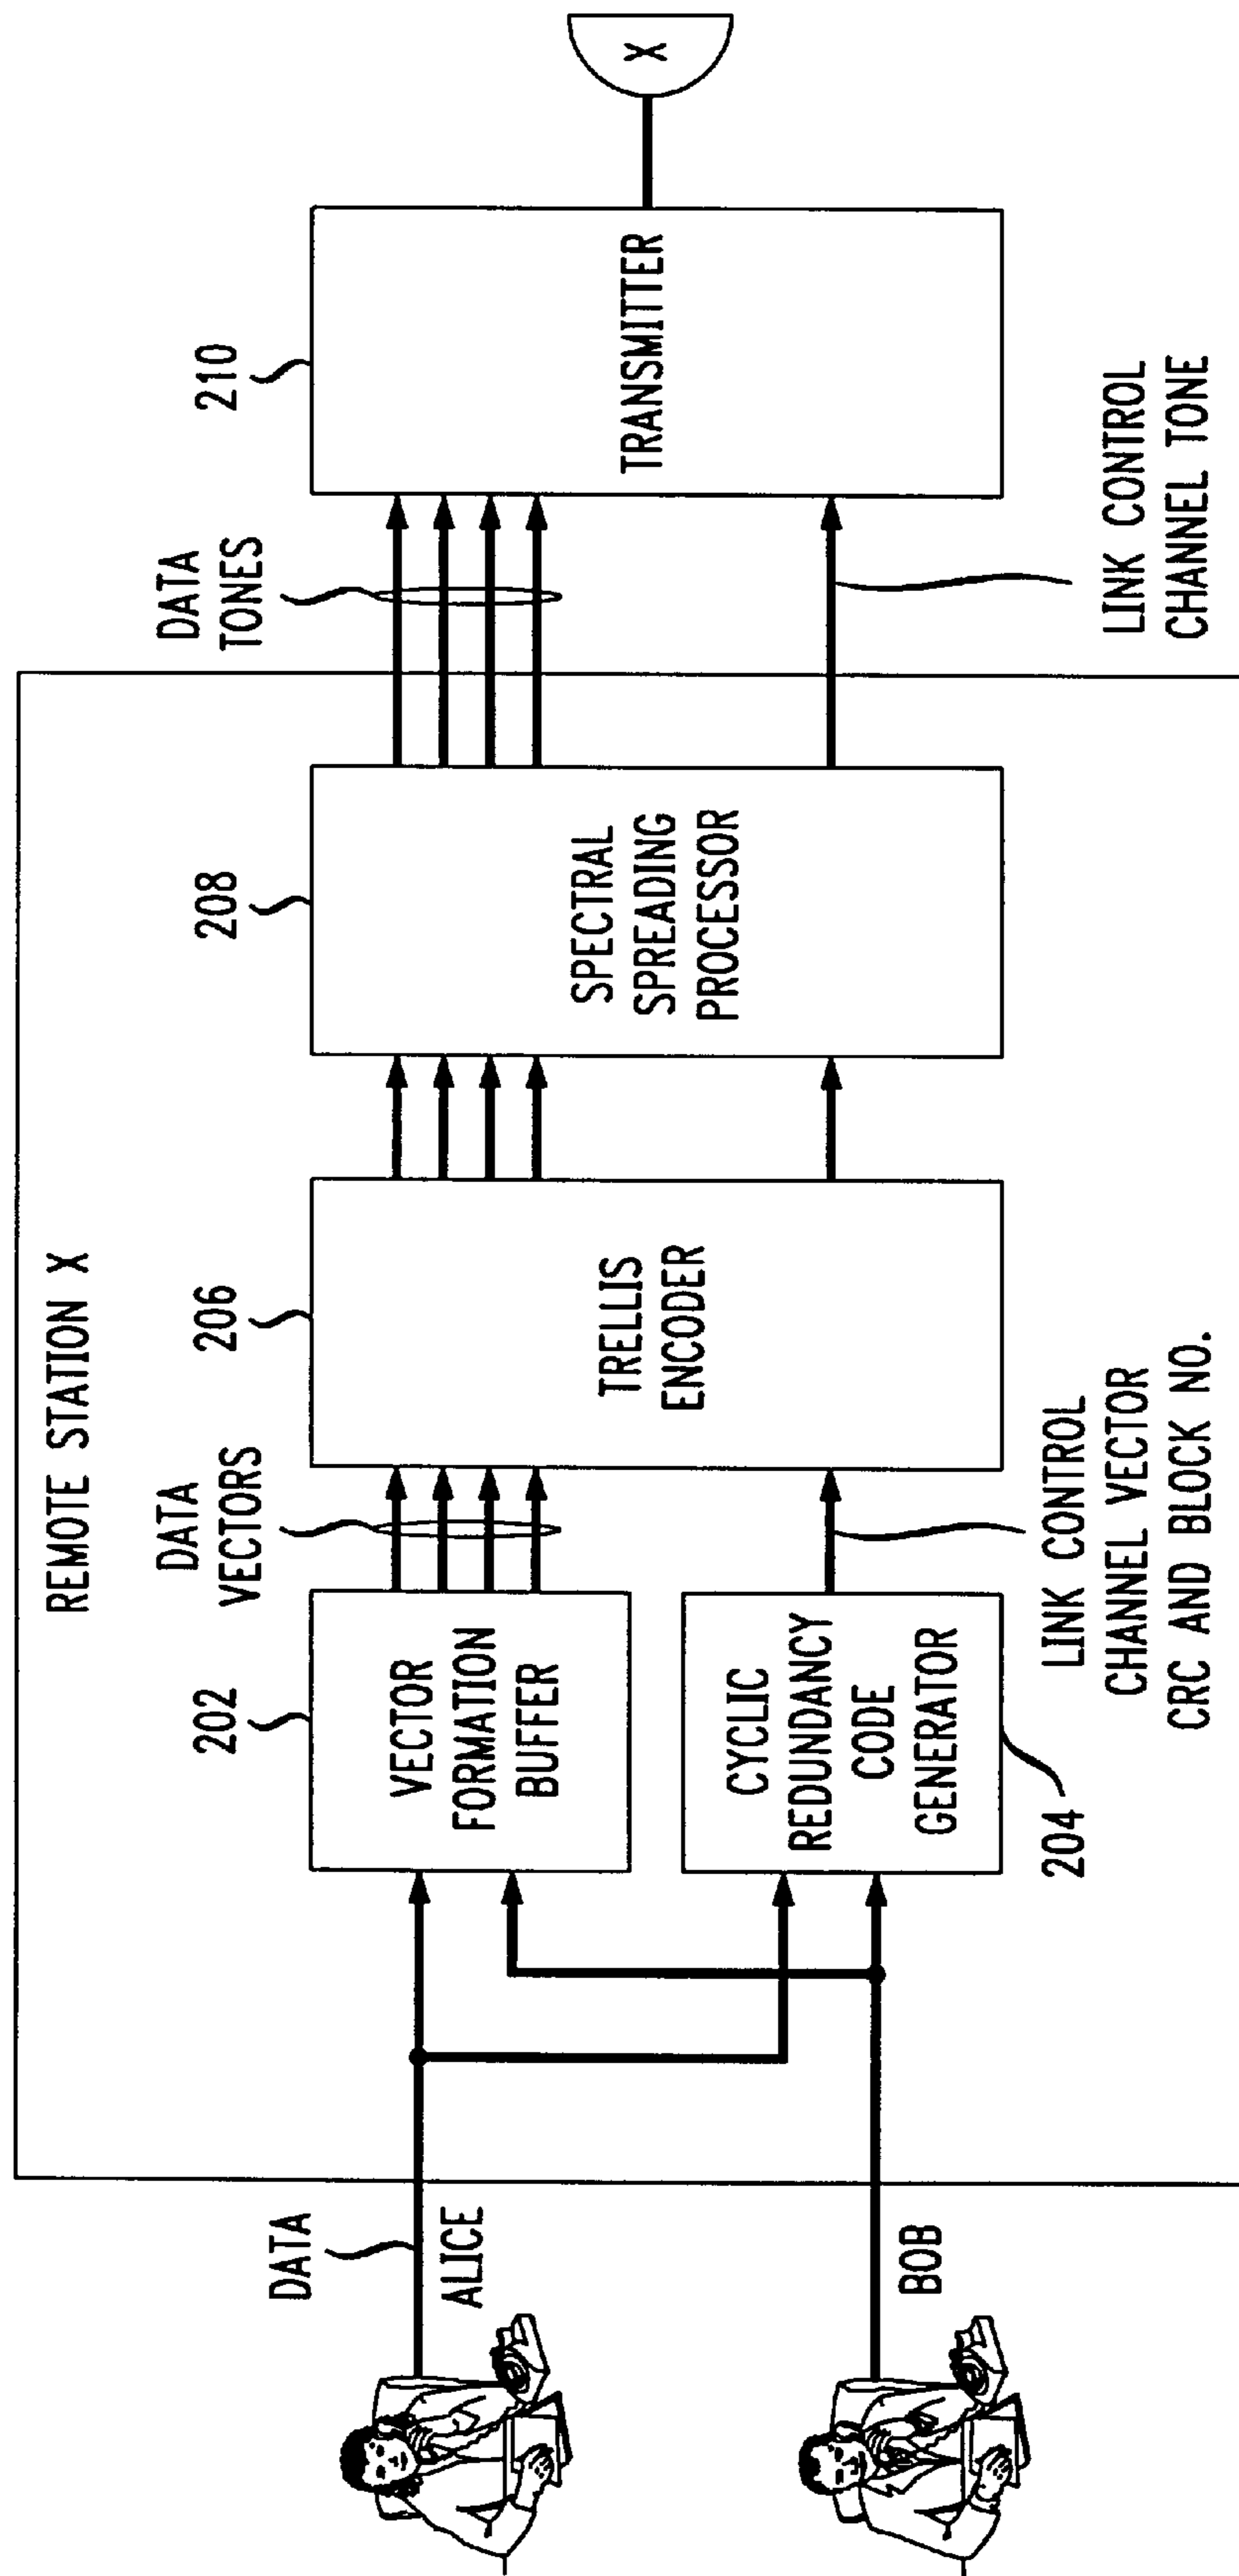 REMOTE STATION X
DATA
ALICE
BOB
202
VECTOR
FORMATION
BUFFER
CYCLIC
REDUNDANCY
CODE
GENERATOR
204
DATA
VECTORS
LINK CONTROL
CHANNEL VECTOR
CRC AND BLOCK NO.
206
TRELLIS
ENCODER
208
SPECTRAL
SPREADING
PROCESSOR
DATA
TONES
LINK CONTROL
CHANNEL TONE
210
TRANSMITTER
X